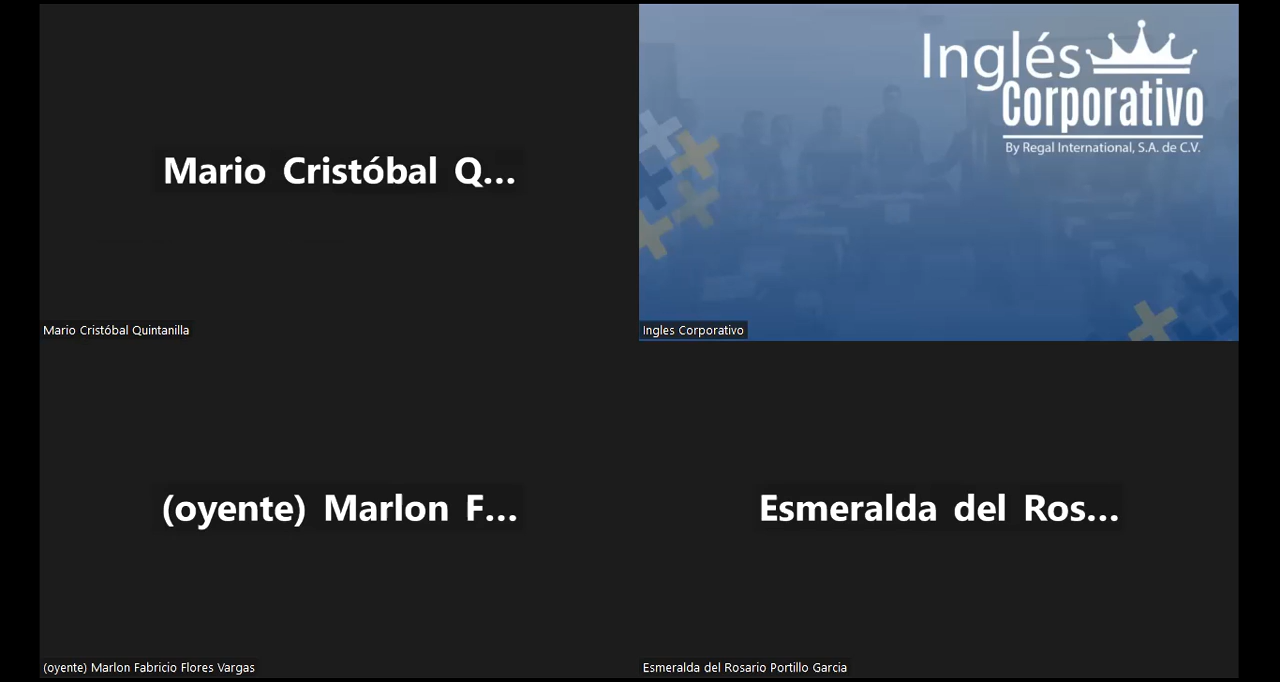 Mario Cristóbal Q...
Mario Cristóbal Quintanilla
Inglés
Corporativo
By Regal International, S.A. de C.V.
Ingles Corporativo
(oyente) Marlon F...
(oyente) Marlon Fabricio Flores Vargas
Esmeralda del Ros...
Esmeralda del Rosario Portillo Garcia